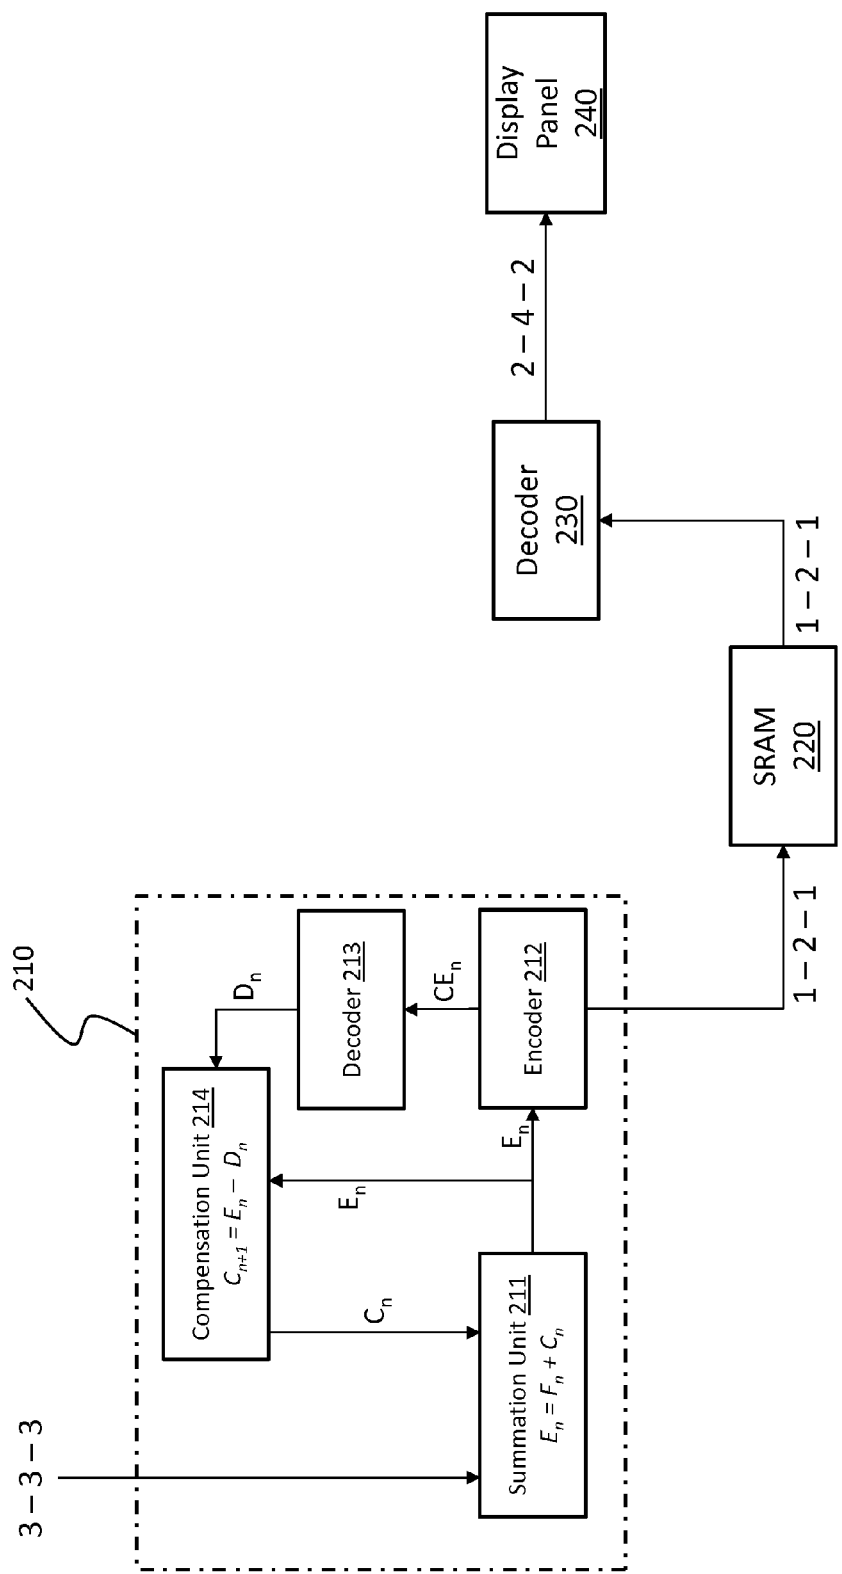 3 – 3 – 3
210
Compensation Unit 214
Cn+1 = En – Dn
Dn
Cn
En
Decoder 213
CEn
Summation Unit 211
En = Fn + Cn
En
Encoder 212
1 – 2 – 1
SRAM
220
1 – 2 – 1
Decoder
230
2 – 4 – 2
Display
Panel
240